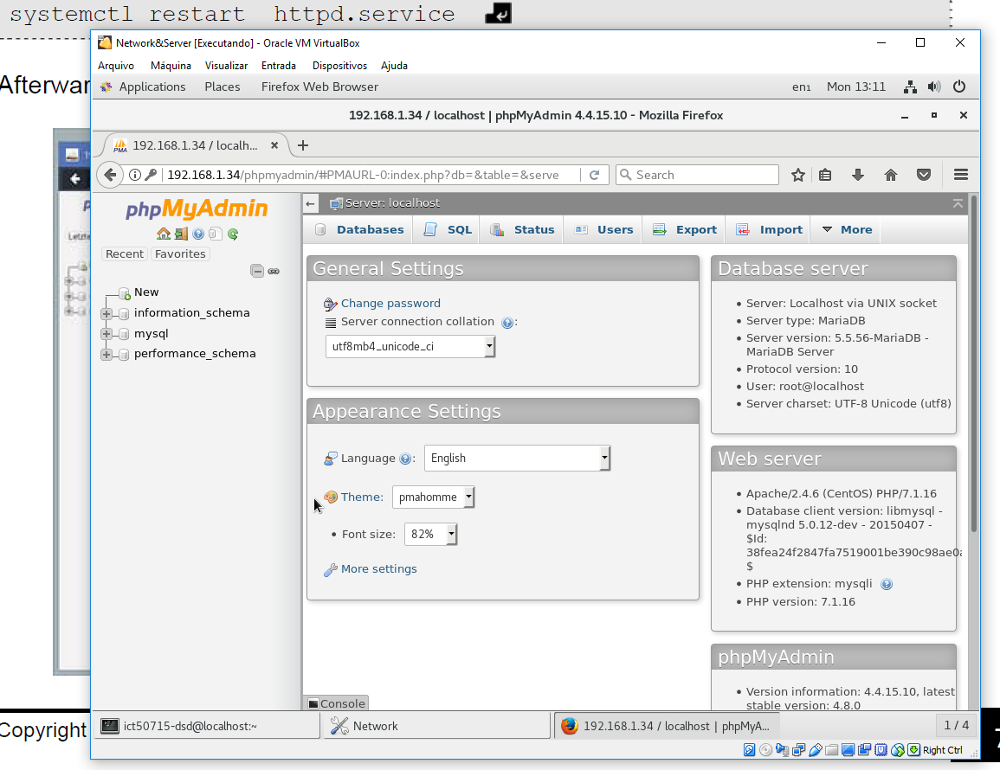 systemctl restart httpd.service
Afterwar
Network&Server [Executando] - Oracle VM VirtualBox
Arquivo Máquina Visualizar Entrada Dispositivos Ajuda
Applications Places Firefox Web Browser en1 Mon 13:11
192.168.1.34 / localhost | phpMyAdmin 4.4.15.10 - Mozilla Firefox
192.168.1.34 / localh...
192.168.1.34/phpmyadmin/#PMAURL-0:index.php?db=&table=&serve
Search
phpMyAdmin
Recent Favorites
New
information_schema
mysql
performance_schema
Server: localhost
Databases SQL Status Users Export Import More
General Settings
Change password
Server connection collation :
utf8mb4_unicode_ci
Appearance Settings
Language : English
Theme: pmahomme
Font size: 82%
More settings
Database server
Server: Localhost via UNIX socket
Server type: MariaDB
Server version: 5.5.56-MariaDB -
MariaDB Server
Protocol version: 10
User: root@localhost
Server charset: UTF-8 Unicode (utf8)
Web server
Apache/2.4.6 (CentOS) PHP/7.1.16
Database client version: libmysql -
mysqlnd 5.0.12-dev - 20150407 -
$Id:
38fea24f2847fa7519001be390c98ae0a
$
PHP extension: mysqli
PHP version: 7.1.16
phpMyAdmin
Version information: 4.4.15.10, latest
stable version: 4.8.0
Console
ict50715-dsd@localhost:~
Network
192.168.1.34 / localhost | phpMyA...
1 / 4
Right Ctrl
Copyright